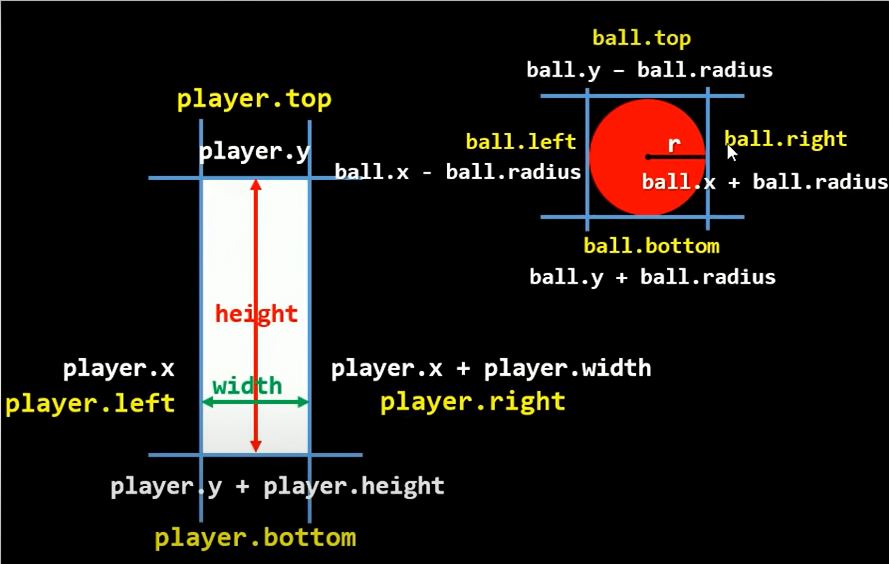 ball.top
ball.y – ball.radius
player.top
player.y
ball.left
r
ball.right
ball.x - ball.radius
ball.x + ball.radius
ball.bottom
ball.y + ball.radius
height
player.x
player.x + player.width
width
player.left
player.right
player.y + player.height
player.bottom